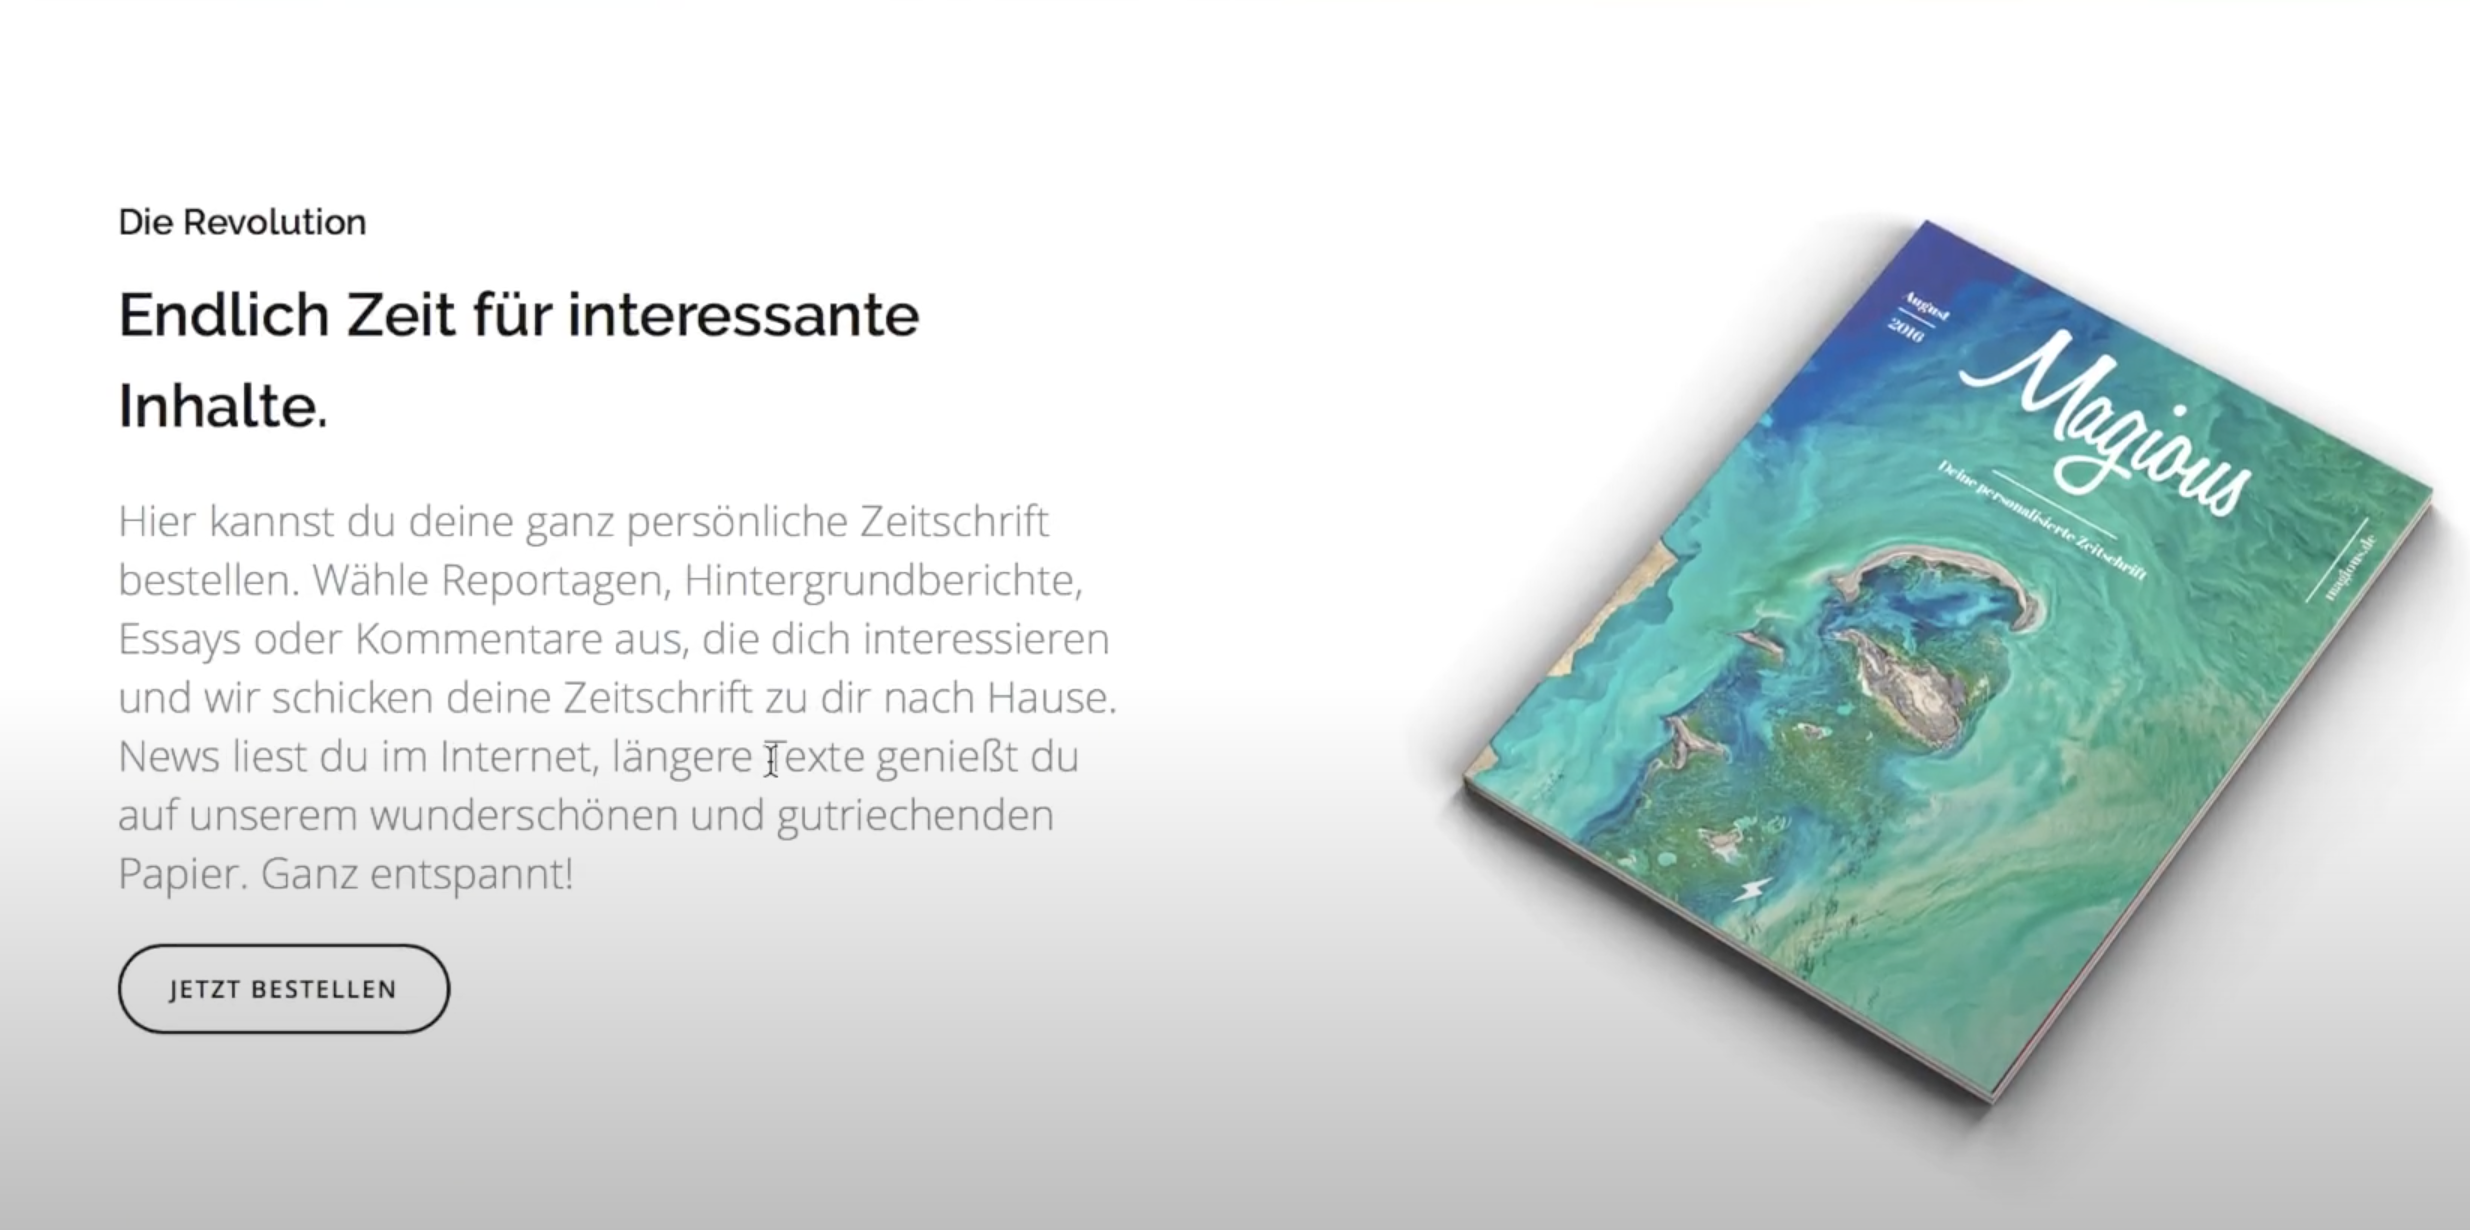 Die Revolution
Endlich Zeit für interessante
Inhalte.
Hier kannst du deine ganz persönliche Zeitschrift
bestellen. Wähle Reportagen, Hintergrundberichte,
Essays oder Kommentare aus, die dich interessieren
und wir schicken deine Zeitschrift zu dir nach Hause.
News liest du im Internet, längere Texte genießt du
auf unserem wunderschönen und gutriechenden
Papier. Ganz entspannt!
JETZT BESTELLEN
August
2016
Magious
Deine personalisierte Zeitschrift
magious.de